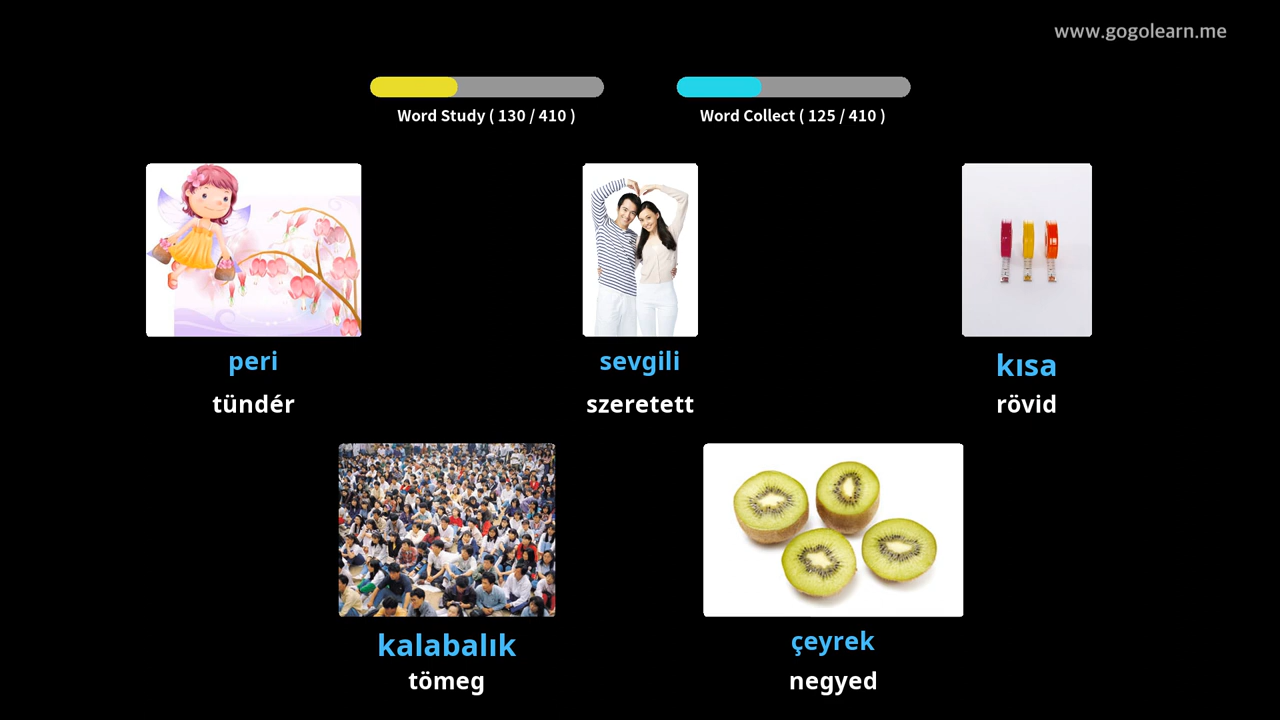 www.gogolearn.me
Word Study ( 130 / 410 )
Word Collect ( 125 / 410 )
peri
tündér
sevgili
szeretett
kısa
rövid
kalabalık
tömeg
çeyrek
negyed